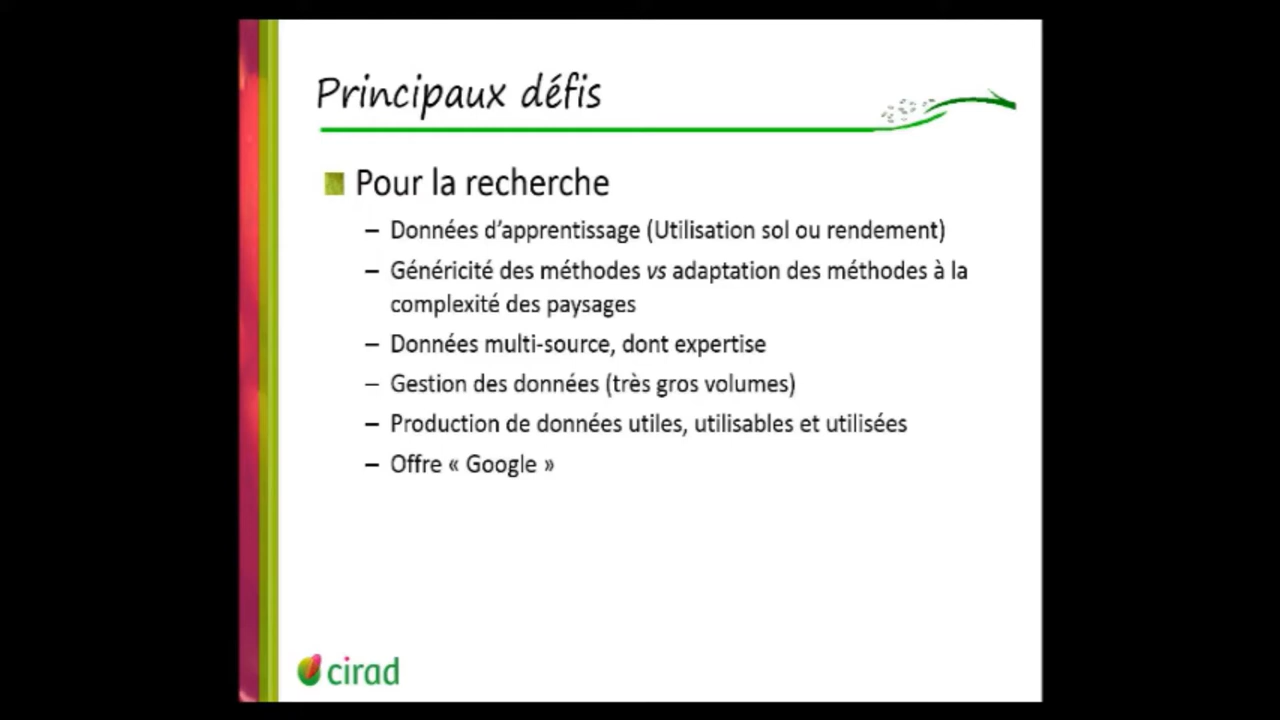 Principaux défis
Pour la recherche
– Données d’apprentissage (Utilisation sol ou rendement)
– Généricité des méthodes vs adaptation des méthodes à la
complexité des paysages
– Données multi-source, dont expertise
– Gestion des données (très gros volumes)
– Production de données utiles, utilisables et utilisées
– Offre « Google »
cirad